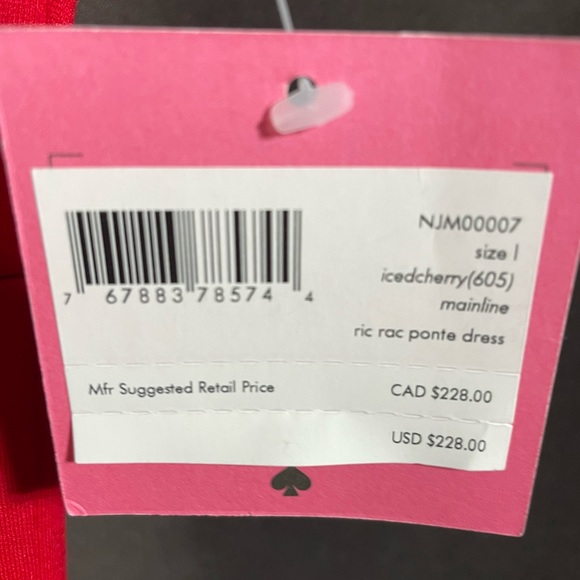 NJM00007
size l
icedcherry(605)
mainline
ric rac ponte dress
7 67883 78574 4
Mfr Suggested Retail Price CAD $228.00
USD $228.00